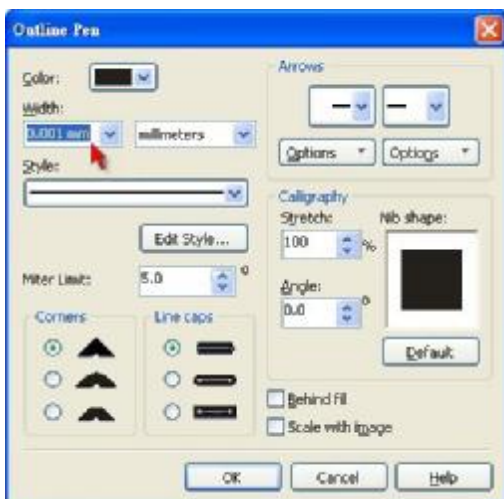 Outline Pen
Color:
Width:
0.001 mm
millimeters
Style:
Edit Style...
Miter Limit:
5.0 °
Corners
Line caps
Arrows
Options
Options
Calligraphy
Stretch:
Nib shape:
100 %
Angle:
0.0 °
Default
Behind fill
Scale with image
OK
Cancel
Help